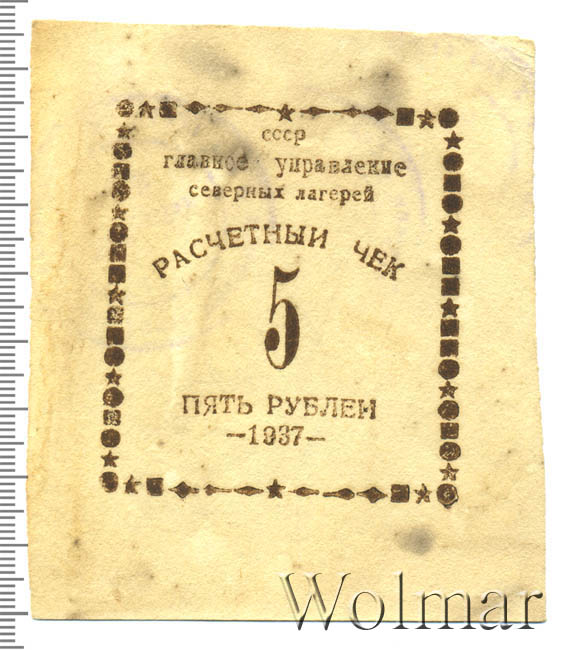 СССР
главное управление
северных лагерей
РАСЧЕТНЫЙ ЧЕК
5
ПЯТЬ РУБЛЕЙ
–1937–
Wolmar